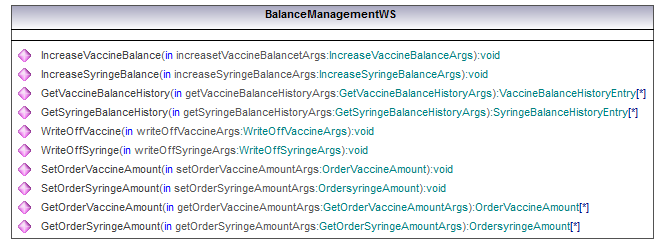 BalanceManagementWS
IncreaseVaccineBalance(in increasetVaccineBalancetArgs:IncreaseVaccineBalanceArgs):void
IncreaseSyringeBalance(in increaseSyringeBalanceArgs:IncreaseSyringeBalanceArgs):void
GetVaccineBalanceHistory(in getVaccineBalanceHistoryArgs:GetVaccineBalanceHistoryArgs):VaccineBalanceHistoryEntry[*]
GetSyringeBalanceHistory(in getSyringeBalanceHistoryArgs:GetSyringeBalanceHistoryArgs):SyringeBalanceHistoryEntry[*]
WriteOffVaccine(in writeOffVaccineArgs:WriteOffVaccineArgs):void
WriteOffSyringe(in writeOffSyringeArgs:WriteOffSyringeArgs):void
SetOrderVaccineAmount(in setOrderVaccineAmountArgs:OrderVaccineAmount):void
SetOrderSyringeAmount(in setOrderSyringeAmountArgs:OrdersyringeAmount):void
GetOrderVaccineAmount(in getOrderVaccineAmountArgs:GetOrderVaccineAmountArgs):OrderVaccineAmount[*]
GetOrderSyringeAmount(in getOrderSyringeAmountArgs:GetOrderSyringeAmountArgs):OrdersyringeAmount[*]